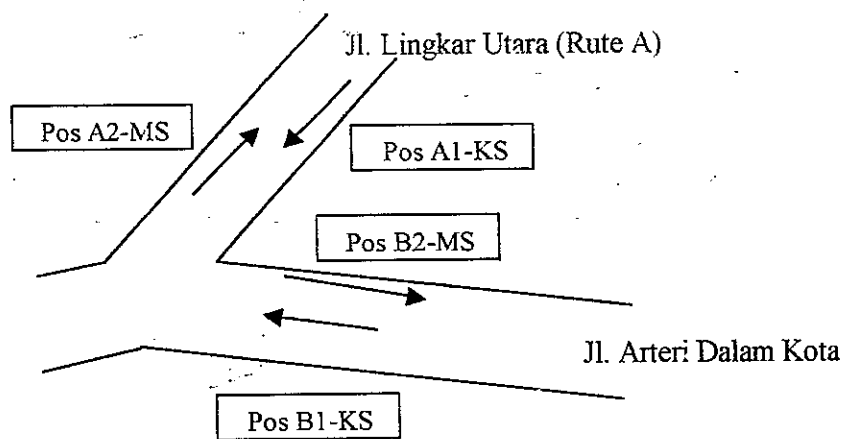 Jl. Lingkar Utara (Rute A)
Pos A2-MS
Pos A1-KS
Pos B2-MS
Jl. Arteri Dalam Kota
Pos B1-KS